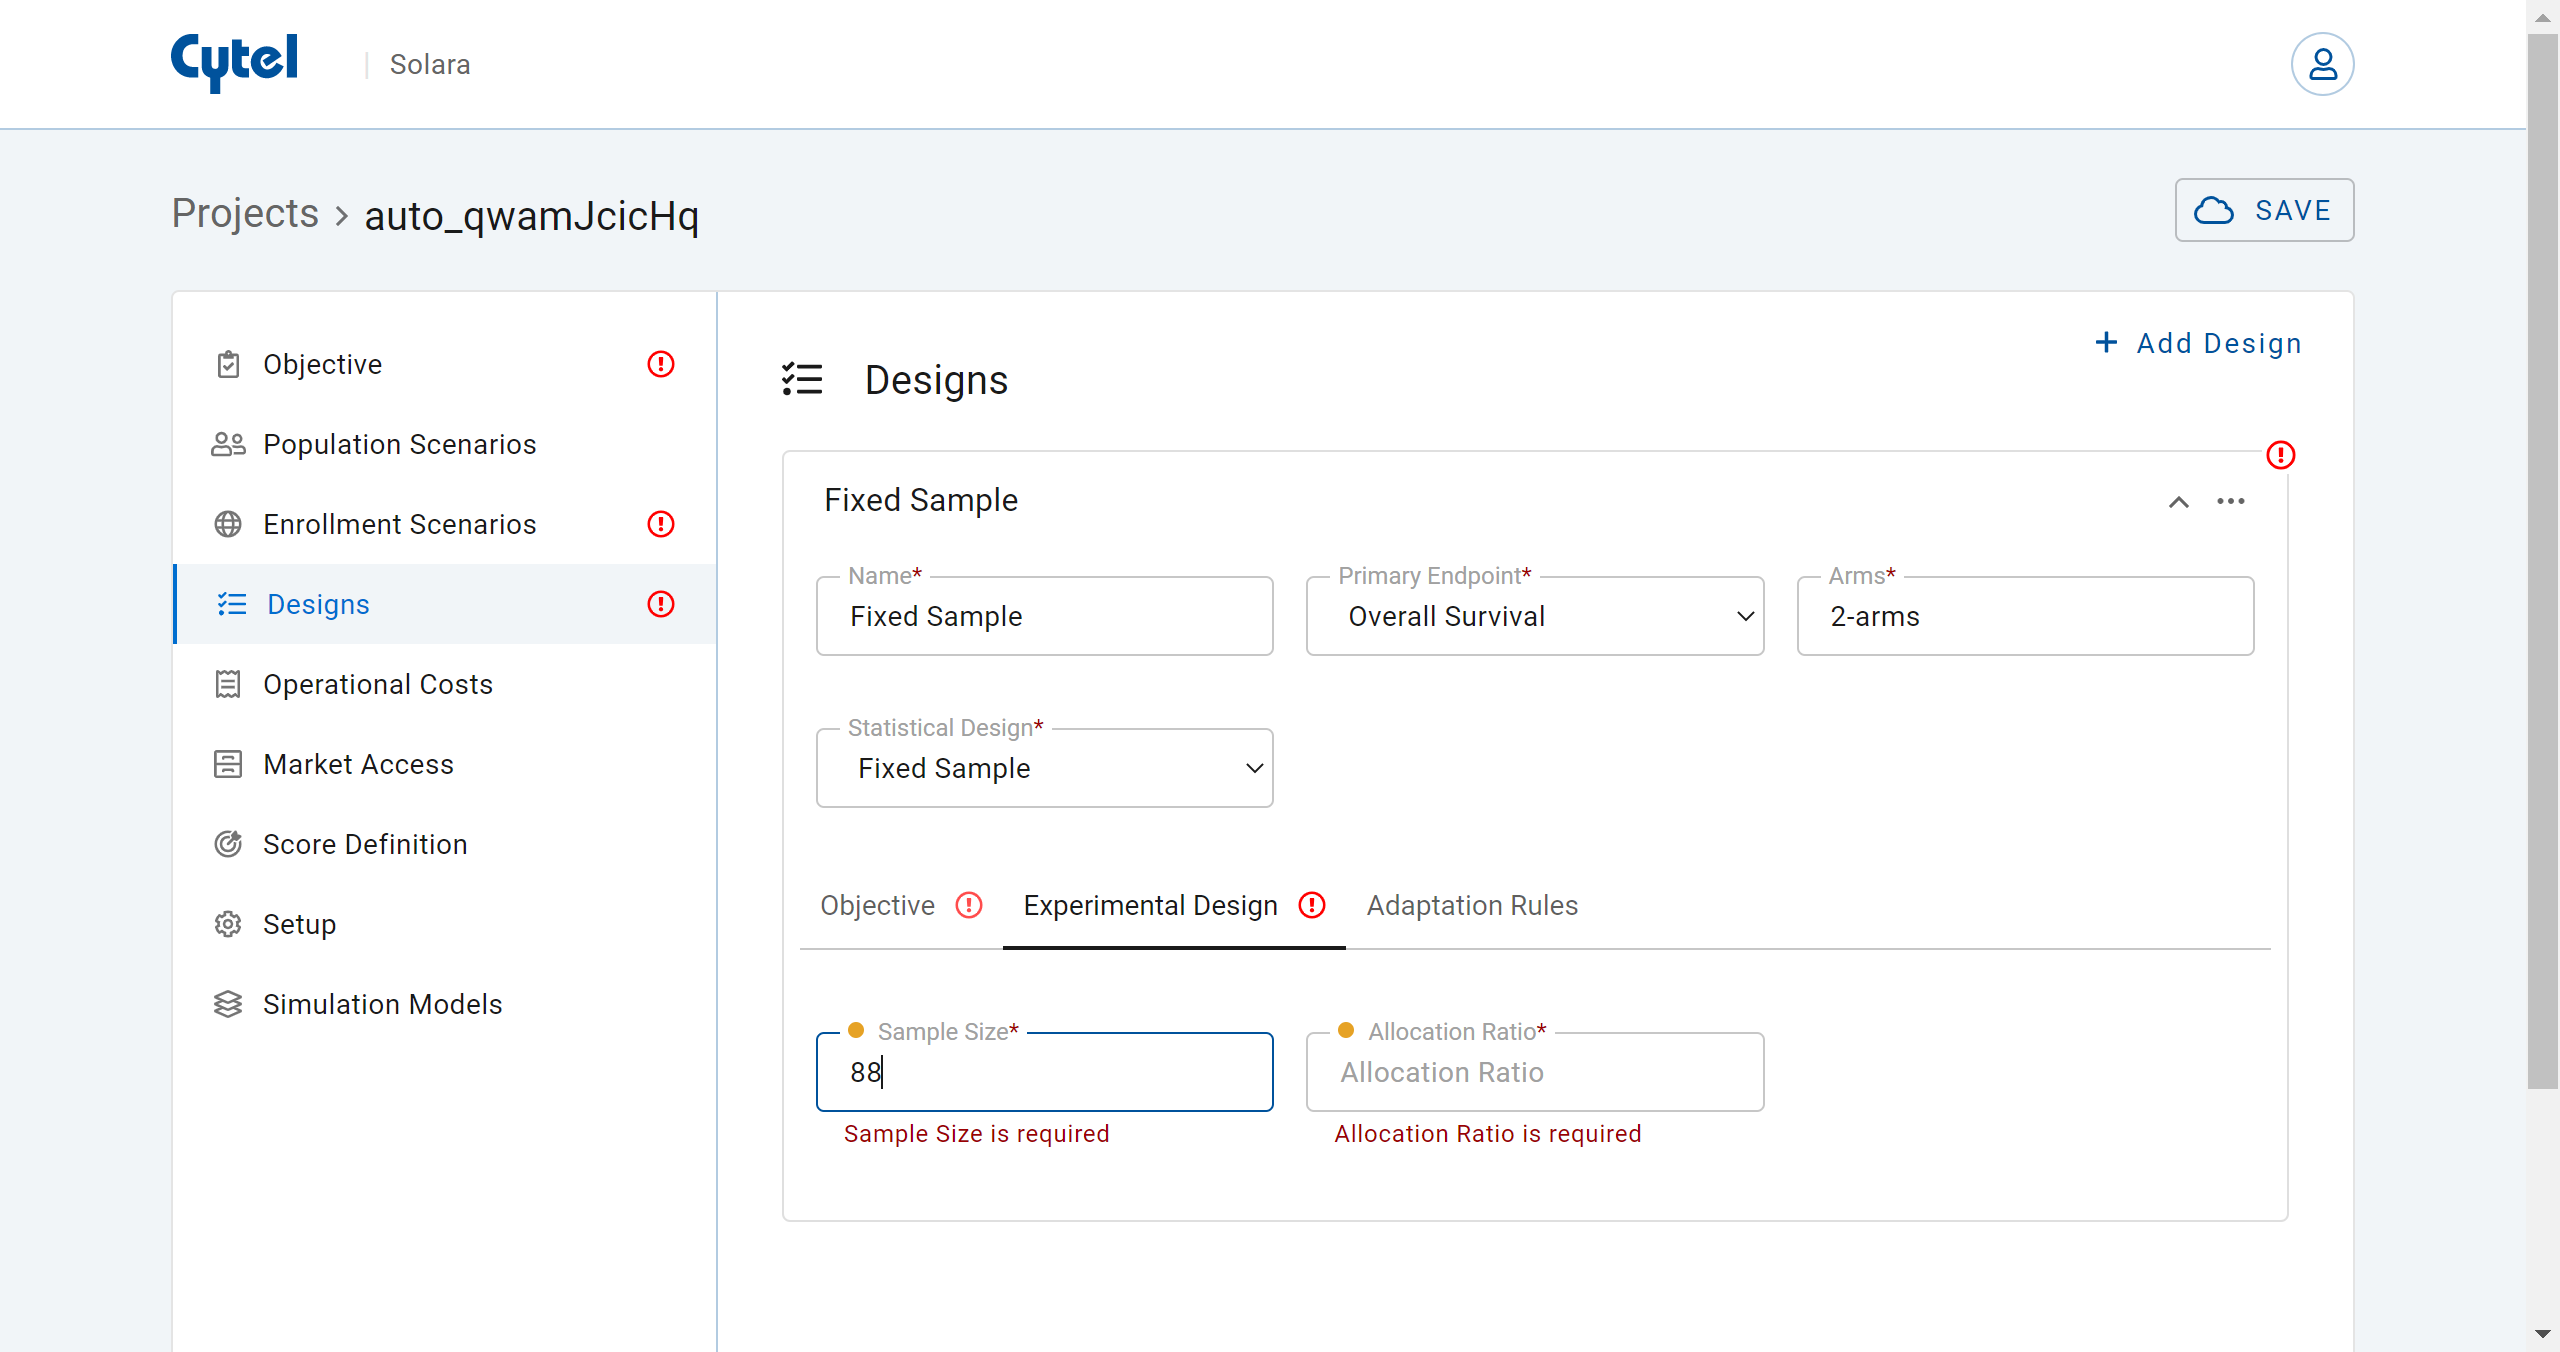 Cytel | Solara
Projects > auto_qwamJcicHq
SAVE
Objective
Population Scenarios
Enrollment Scenarios
Designs
Operational Costs
Market Access
Score Definition
Setup
Simulation Models
+ Add Design
Designs
Fixed Sample
Name*
Fixed Sample
Primary Endpoint*
Overall Survival
Arms*
2-arms
Statistical Design*
Fixed Sample
Objective
Experimental Design
Adaptation Rules
Sample Size*
88
Sample Size is required
Allocation Ratio*
Allocation Ratio
Allocation Ratio is required